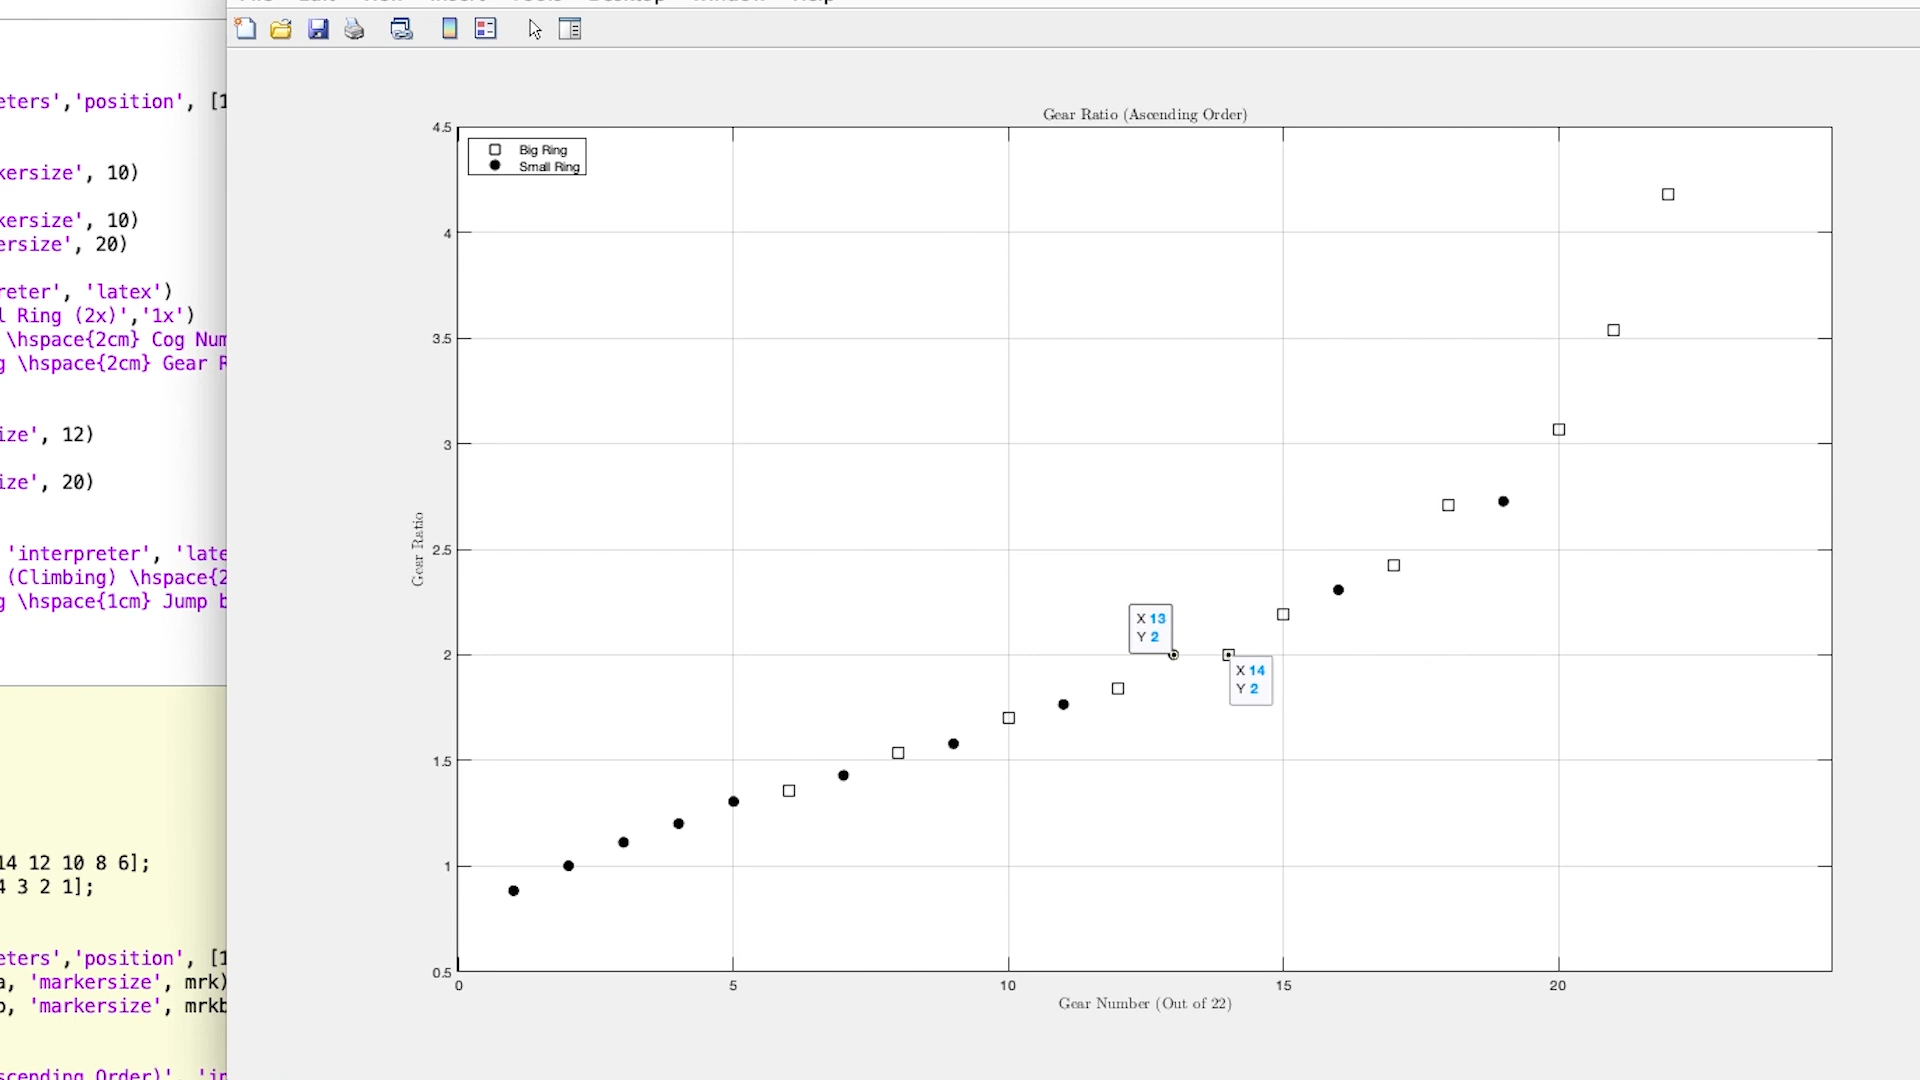 eters','position', [1
kersize', 10)
kersize', 10)
ersize', 20)
reter', 'latex')
l Ring (2x)','1x')
\hspace{2cm} Cog Num
g \hspace{2cm} Gear R
ize', 12)
ize', 20)
'interpreter', 'late
(Climbing) \hspace{2
g \hspace{1cm} Jump b
14 12 10 8 6];
4 3 2 1];
eters','position', [1
a, 'markersize', mrk)
o, 'markersize', mrkb
scending Order)', 'in
Gear Ratio (Ascending Order)
Big Ring
Small Ring
4.5
4
3.5
3
2.5
2
1.5
1
0.5
Gear Ratio
X 13
Y 2
X 14
Y 2
0 5 10 15 20
Gear Number (Out of 22)